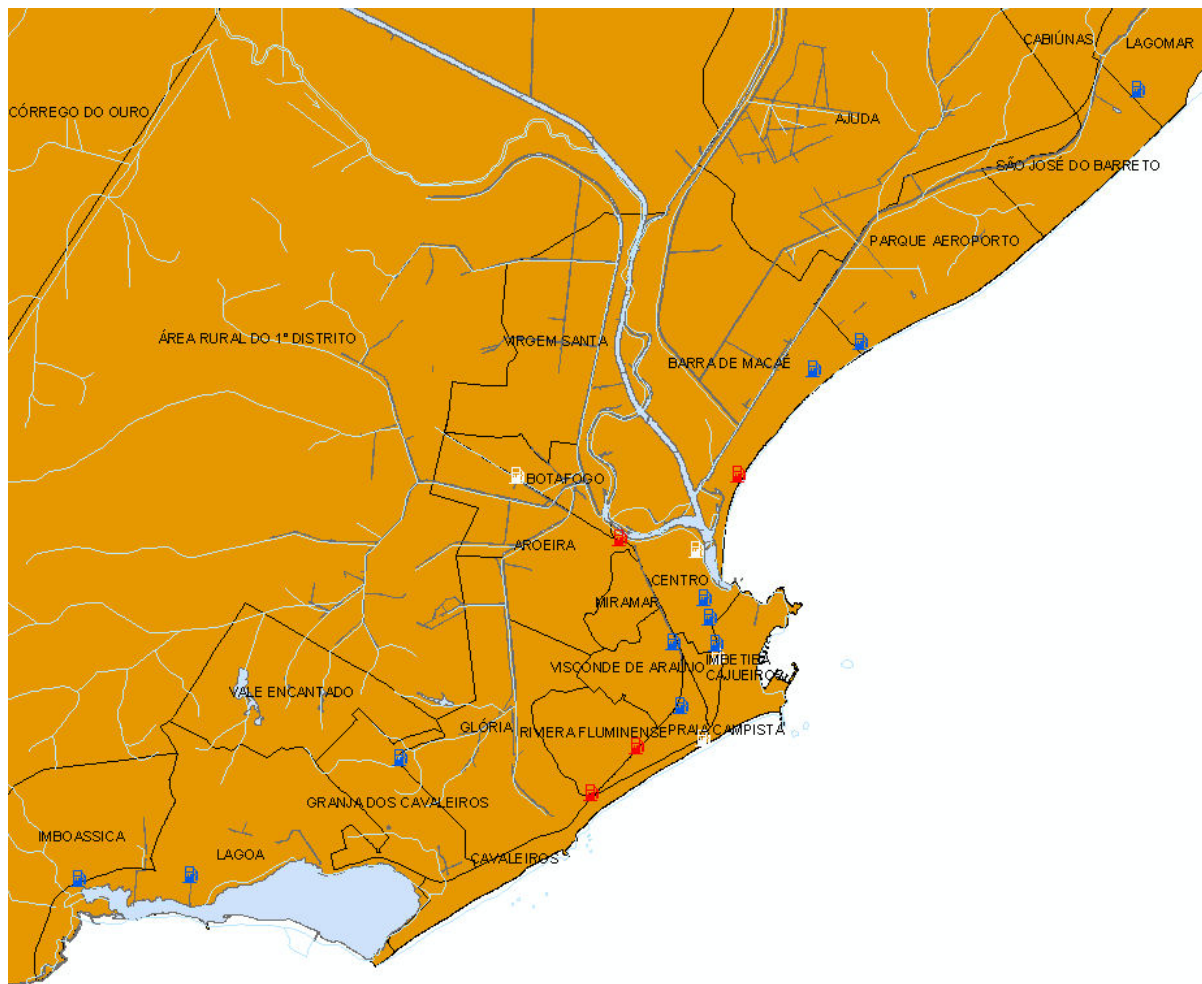 CABIÚNAS
LAGOMAR
CÓRREGO DO OURO
AJUDA
SÃO JOSÉ DO BARRETO
PARQUE AEROPORTO
ÁREA RURAL DO 1º DISTRITO
VIRGEM SANTA
BARRA DE MACAÉ
BOTAFOGO
AROEIRA
CENTRO
MIRAMAR
VISCONDE DE ARAÚJO
IMBETIBA
CAJUEIROS
VALE ENCANTADO
GLÓRIA
RIVIERA FLUMINENSE
PRAIA CAMPISTA
GRANJA DOS CAVALEIROS
IMBOASSICA
LAGOA
CAVALEIROS